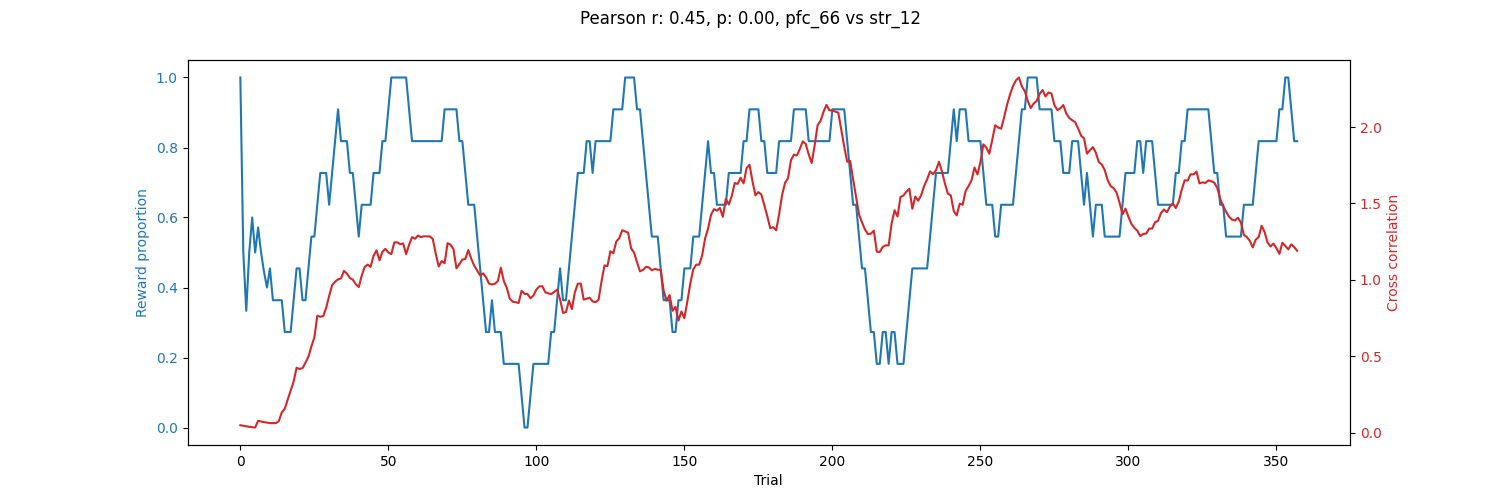 Pearson r: 0.45, p: 0.00, pfc_66 vs str_12
1.0
0.8
0.6
0.4
0.2
0.0
Reward proportion
2.0
1.5
1.0
0.5
0.0
Cross correlation
0 50 100 150 200 250 300 350
Trial